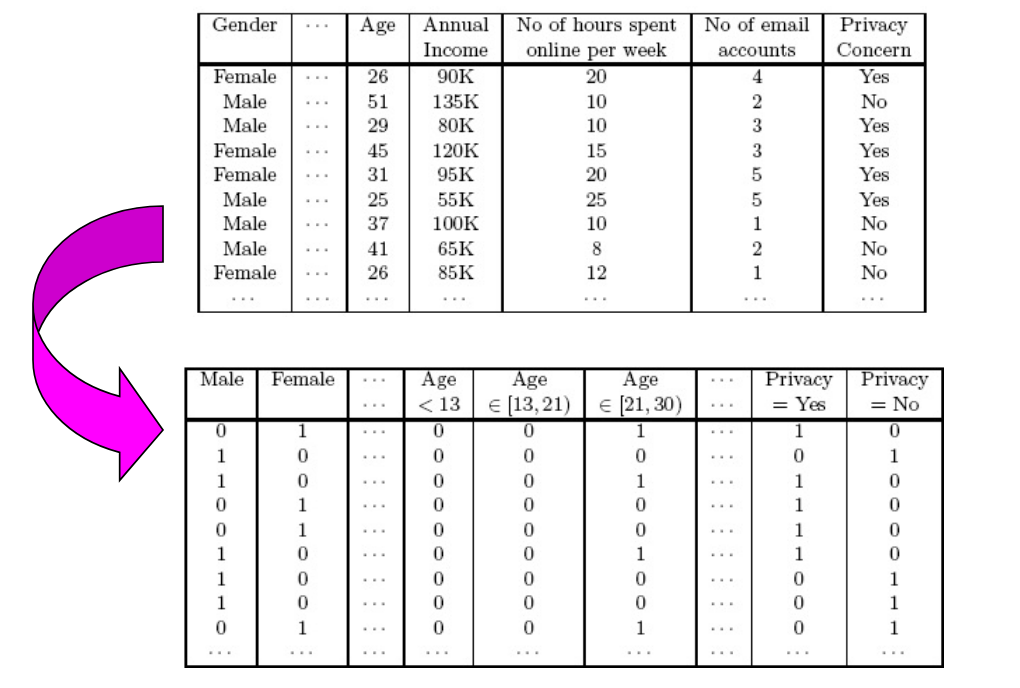 Gender ··· Age Annual No of hours spent No of email Privacy
Income online per week accounts Concern
Female ··· 26 90K 20 4 Yes
Male ··· 51 135K 10 2 No
Male ··· 29 80K 10 3 Yes
Female ··· 45 120K 15 3 Yes
Female ··· 31 95K 20 5 Yes
Male ··· 25 55K 25 5 Yes
Male ··· 37 100K 10 1 No
Male ··· 41 65K 8 2 No
Female ··· 26 85K 12 1 No
··· ··· ··· ··· ··· ··· ···
Male Female ··· Age Age Age ··· Privacy Privacy
··· < 13 ∈ [13, 21) ∈ [21, 30) ··· = Yes = No
0 1 ··· 0 0 1 ··· 1 0
1 0 ··· 0 0 0 ··· 0 1
1 0 ··· 0 0 1 ··· 1 0
0 1 ··· 0 0 0 ··· 1 0
0 1 ··· 0 0 0 ··· 1 0
1 0 ··· 0 0 1 ··· 1 0
1 0 ··· 0 0 0 ··· 0 1
1 0 ··· 0 0 0 ··· 0 1
0 1 ··· 0 0 1 ··· 0 1
··· ··· ··· ··· ··· ··· ··· ··· ···